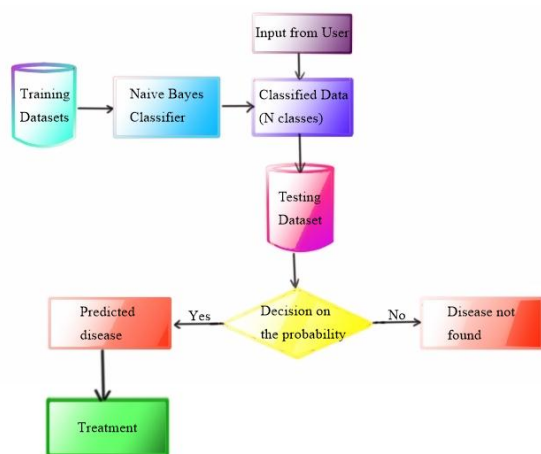 Input from User
Training
Datasets
Naive Bayes
Classifier
Classified Data
(N classes)
Testing
Dataset
Decision on
the probability
Yes
No
Predicted
disease
Disease not
found
Treatment